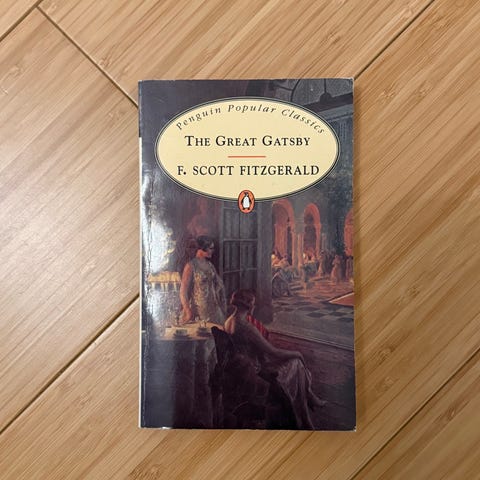 Penguin Popular Classics
THE GREAT GATSBY
F. SCOTT FITZGERALD